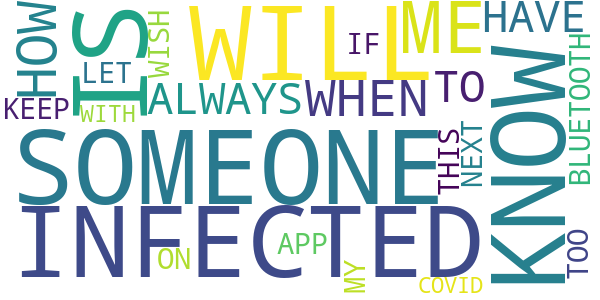 HOW
IS
WISH
WILL
IF
ME
HAVE
LET
KEEP
WITH
ALWAYS
WHEN
TO
KNOW
BLUETOOTH
SOMEONE
THIS
NEXT
INFECTED
ON
APP
MY
COVID
TOO